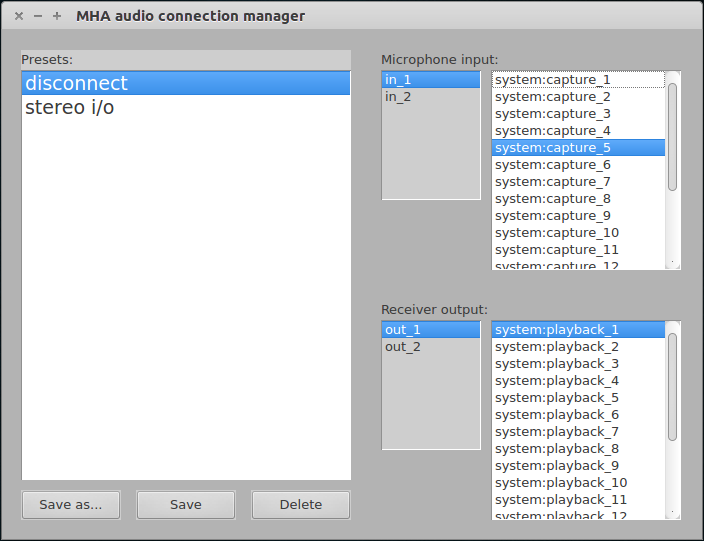 MHA audio connection manager
Presets:
disconnect
stereo i/o
Save as...
Save
Delete
Microphone input:
in_1
in_2
system:capture_1
system:capture_2
system:capture_3
system:capture_4
system:capture_5
system:capture_6
system:capture_7
system:capture_8
system:capture_9
system:capture_10
system:capture_11
system:capture_12
Receiver output:
out_1
out_2
system:playback_1
system:playback_2
system:playback_3
system:playback_4
system:playback_5
system:playback_6
system:playback_7
system:playback_8
system:playback_9
system:playback_10
system:playback_11
system:playback_12